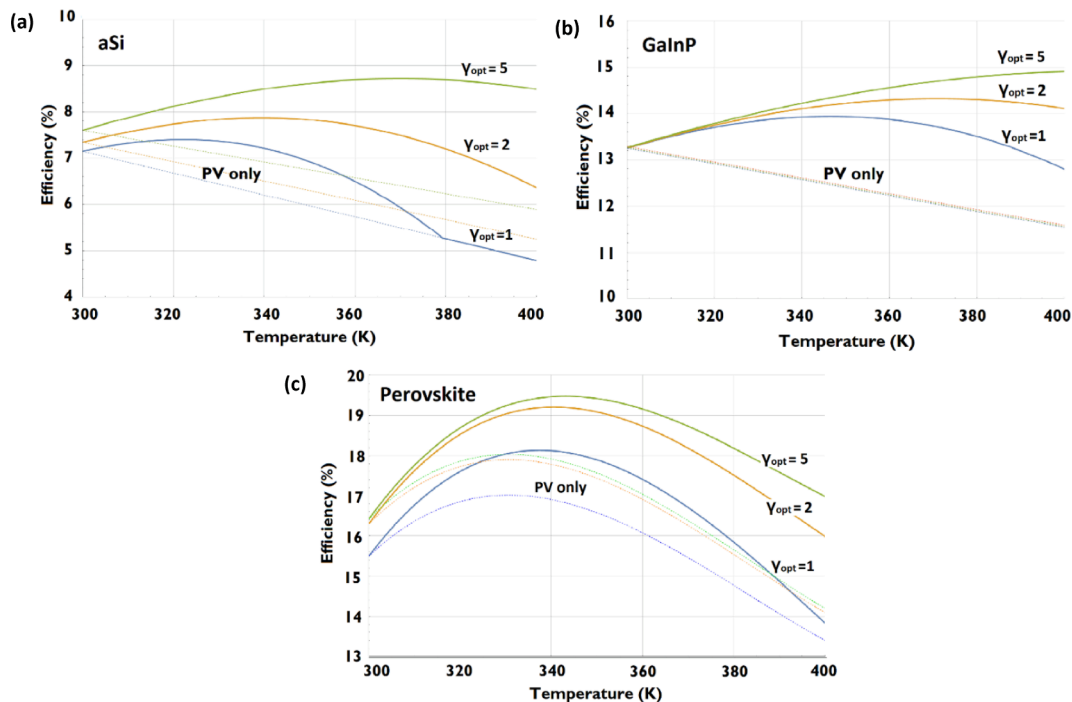 (a)
aSi
10
9
8
7
6
5
4
Efficiency (%)
γopt = 5
γopt = 2
PV only
γopt =1
300 320 340 360 380 400
Temperature (K)
(b)
GaInP
16
15
14
13
12
11
10
Efficiency (%)
γopt = 5
γopt = 2
γopt = 1
PV only
300 320 340 360 380 400
Temperature (K)
(c)
Perovskite
20
19
18
17
16
15
14
13
Efficiency (%)
PV only
γopt = 5
γopt = 2
γopt =1
300 320 340 360 380 400
Temperature (K)